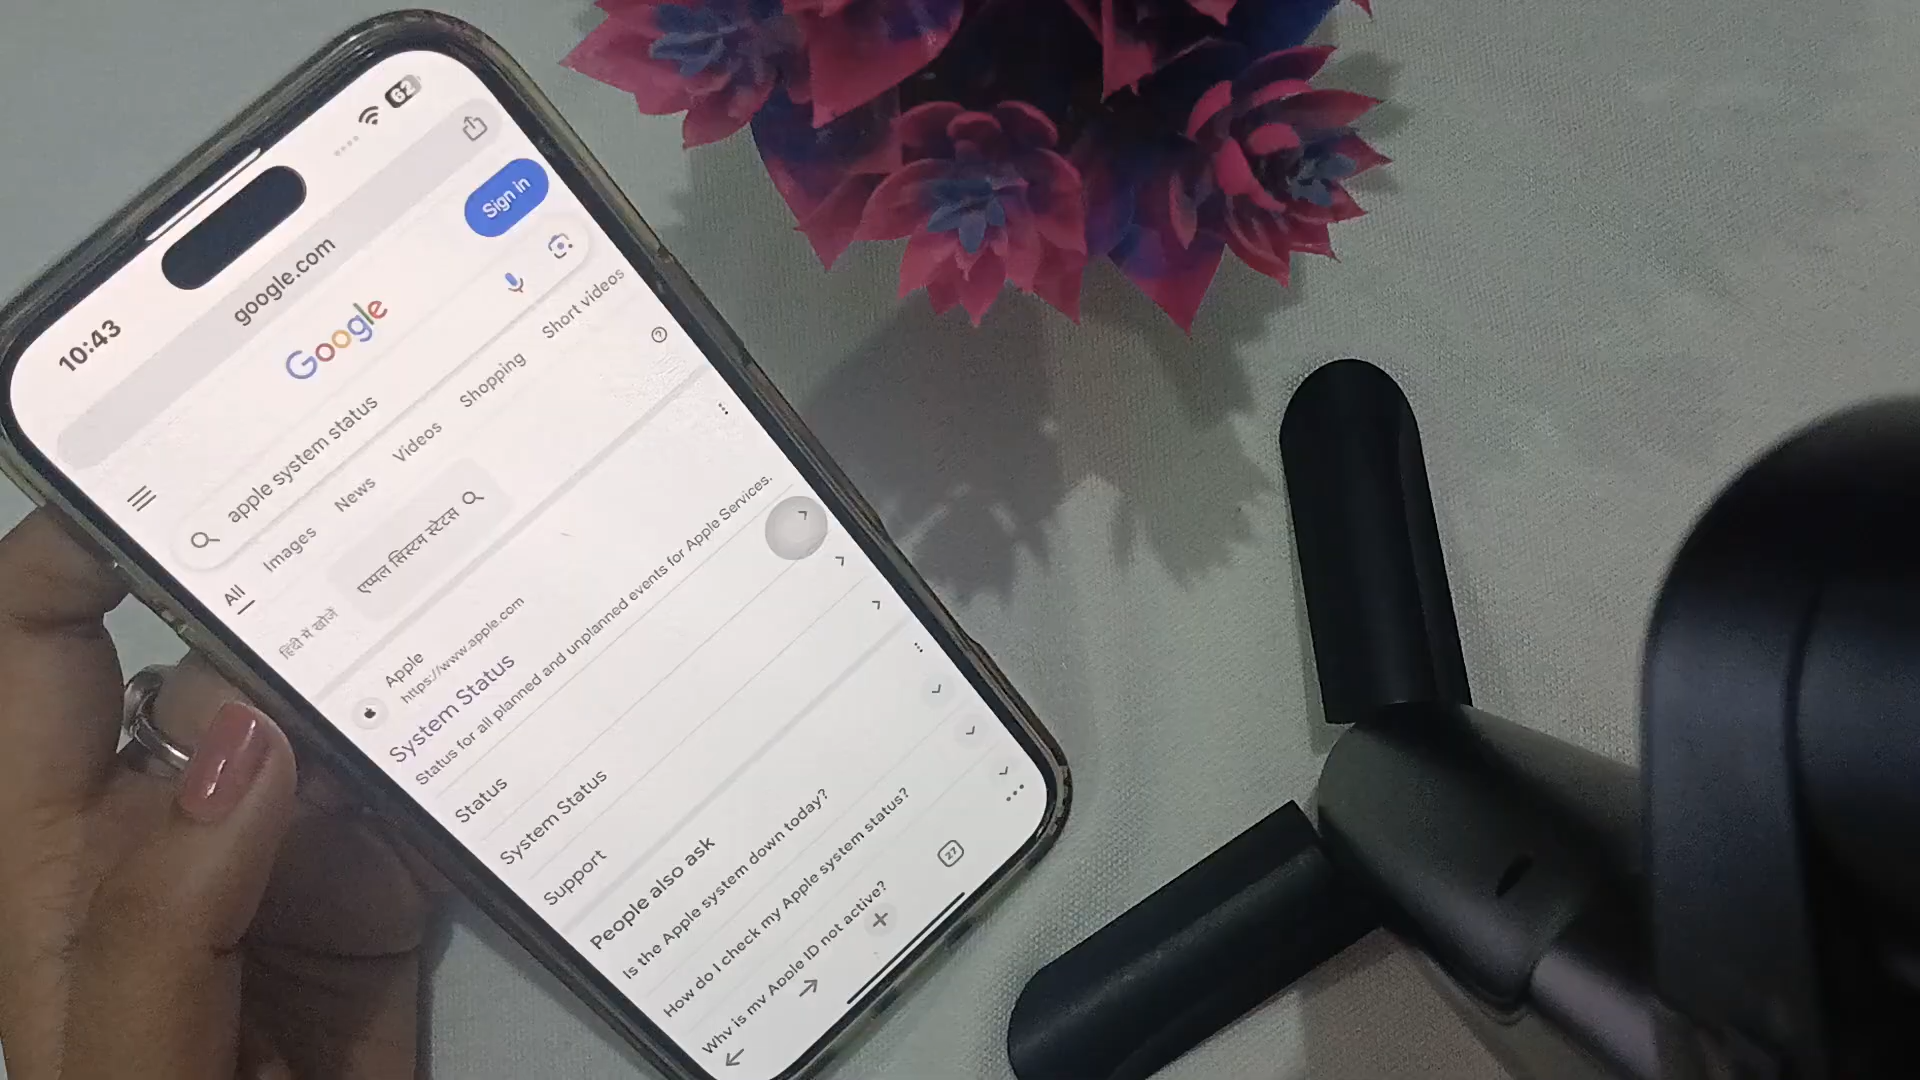 10:43
62
google.com
Google
Sign in
apple system status
All Images News Videos Shopping Short videos
हिंदी में खोजें एप्पल सिस्टम स्टेटस
Apple
https://www.apple.com
System Status
Status for all planned and unplanned events for Apple Services.
Status
System Status
Support
People also ask
Is the Apple system down today?
How do I check my Apple system status?
Why is my Apple ID not active?
27